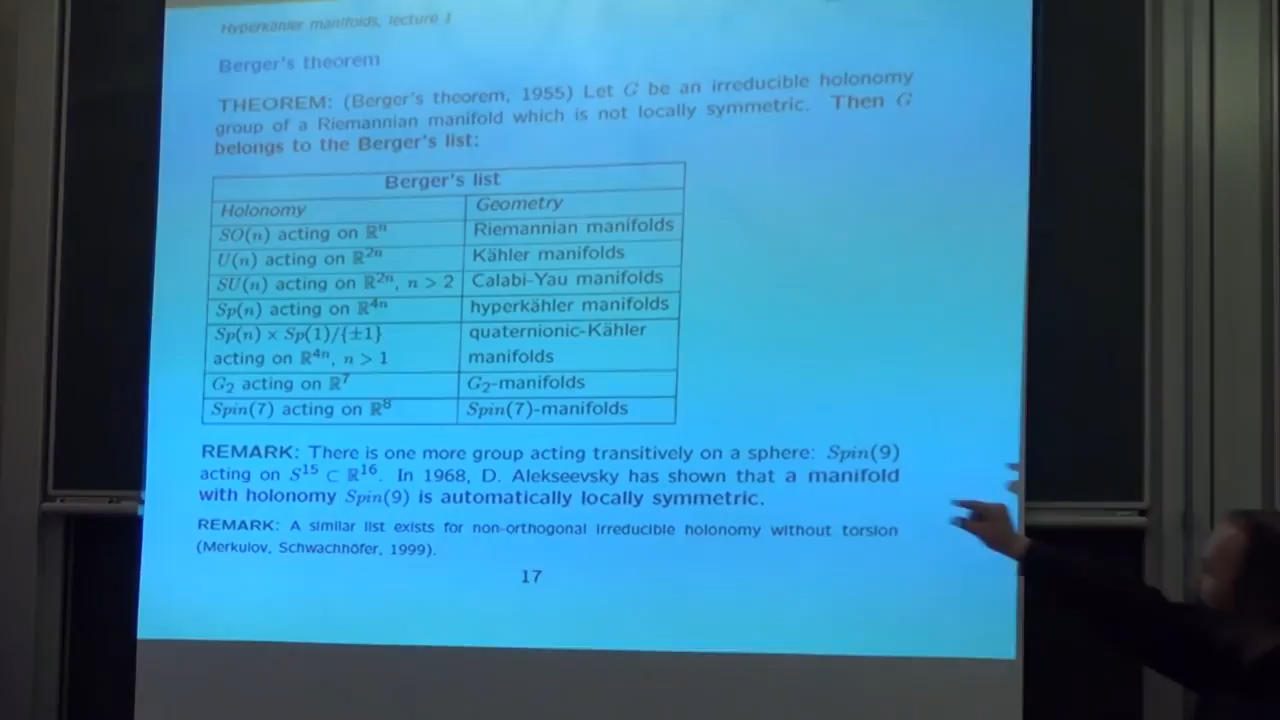 Hyperkähler manifolds, lecture 1
Berger's theorem
THEOREM: (Berger's theorem, 1955) Let G be an irreducible holonomy
group of a Riemannian manifold which is not locally symmetric. Then G
belongs to the Berger's list:
Berger's list
Holonomy Geometry
SO(n) acting on ℝⁿ Riemannian manifolds
U(n) acting on ℝ²ⁿ Kähler manifolds
SU(n) acting on ℝ²ⁿ, n > 2 Calabi-Yau manifolds
Sp(n) acting on ℝ⁴ⁿ hyperkähler manifolds
Sp(n) × Sp(1)/{±1} quaternionic-Kähler
acting on ℝ⁴ⁿ, n > 1 manifolds
G₂ acting on ℝ⁷ G₂-manifolds
Spin(7) acting on ℝ⁸ Spin(7)-manifolds
REMARK: There is one more group acting transitively on a sphere: Spin(9)
acting on S¹⁵ ⊂ ℝ¹⁶. In 1968, D. Alekseevsky has shown that a manifold
with holonomy Spin(9) is automatically locally symmetric.
REMARK: A similar list exists for non-orthogonal irreducible holonomy without torsion
(Merkulov, Schwachhöfer, 1999).
17